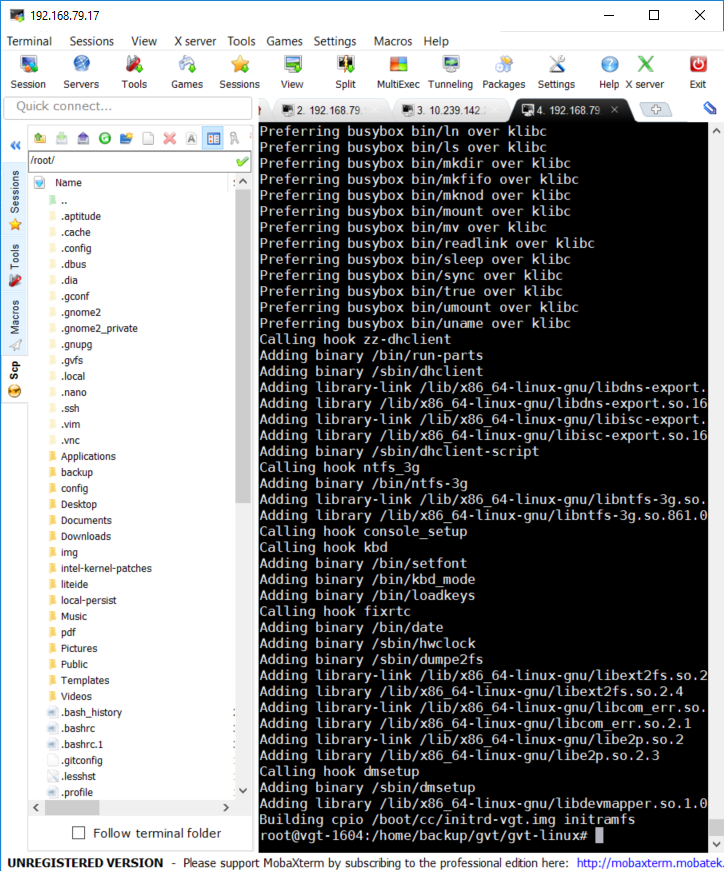 192.168.79.17
Terminal Sessions View X server Tools Games Settings Macros Help
Session Servers Tools Games Sessions View Split MultiExec Tunneling Packages Settings Help X server Exit
Quick connect...
2. 192.168.79
3. 10.239.142
4. 192.168.79
/root/
Sessions
Tools
Macros
Scp
Name
..
.aptitude
.cache
.config
.dbus
.dia
.gconf
.gnome2
.gnome2_private
.gnupg
.gvfs
.local
.nano
.ssh
.vim
.vnc
Applications
backup
config
Desktop
Documents
Downloads
img
intel-kernel-patches
liteide
local-persist
Music
pdf
Pictures
Public
Templates
Videos
.bash_history
.bashrc
.bashrc.1
.gitconfig
.lesshst
.profile
Follow terminal folder
Preferring busybox bin/ln over klibc
Preferring busybox bin/ls over klibc
Preferring busybox bin/mkdir over klibc
Preferring busybox bin/mkfifo over klibc
Preferring busybox bin/mknod over klibc
Preferring busybox bin/mount over klibc
Preferring busybox bin/mv over klibc
Preferring busybox bin/readlink over klibc
Preferring busybox bin/sleep over klibc
Preferring busybox bin/sync over klibc
Preferring busybox bin/true over klibc
Preferring busybox bin/umount over klibc
Preferring busybox bin/uname over klibc
Calling hook zz-dhclient
Adding binary /bin/run-parts
Adding binary /sbin/dhclient
Adding library-link /lib/x86_64-linux-gnu/libdns-export.
Adding library /lib/x86_64-linux-gnu/libdns-export.so.16
Adding library-link /lib/x86_64-linux-gnu/libisc-export.
Adding library /lib/x86_64-linux-gnu/libisc-export.so.16
Adding binary /sbin/dhclient-script
Calling hook ntfs_3g
Adding binary /bin/ntfs-3g
Adding library-link /lib/x86_64-linux-gnu/libntfs-3g.so.
Adding library /lib/x86_64-linux-gnu/libntfs-3g.so.861.0
Calling hook console_setup
Calling hook kbd
Adding binary /bin/setfont
Adding binary /bin/kbd_mode
Adding binary /bin/loadkeys
Calling hook fixrtc
Adding binary /bin/date
Adding binary /sbin/hwclock
Adding binary /sbin/dumpe2fs
Adding library-link /lib/x86_64-linux-gnu/libext2fs.so.2
Adding library /lib/x86_64-linux-gnu/libext2fs.so.2.4
Adding library-link /lib/x86_64-linux-gnu/libcom_err.so.
Adding library /lib/x86_64-linux-gnu/libcom_err.so.2.1
Adding library-link /lib/x86_64-linux-gnu/libe2p.so.2
Adding library /lib/x86_64-linux-gnu/libe2p.so.2.3
Calling hook dmsetup
Adding binary /sbin/dmsetup
Adding library /lib/x86_64-linux-gnu/libdevmapper.so.1.0
Building cpio /boot/cc/initrd-vgt.img initramfs
root@vgt-1604:/home/backup/gvt/gvt-linux#
UNREGISTERED VERSION - Please support MobaXterm by subscribing to the professional edition here: http://mobaxterm.mobatek.